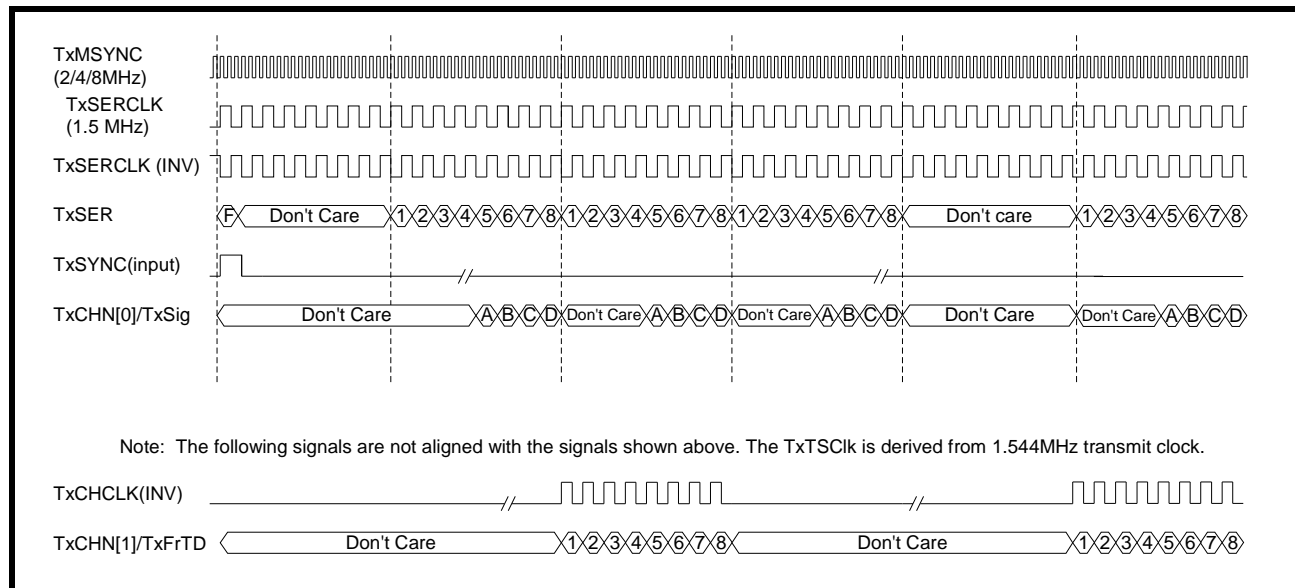 TxMSYNC
(2/4/8MHz)
TxSERCLK
(1.5 MHz)
TxSERCLK (INV)
TxSER F Don't Care 1 2 3 4 5 6 7 8 1 2 3 4 5 6 7 8 1 2 3 4 5 6 7 8 Don't care 1 2 3 4 5 6 7 8
TxSYNC(input)
TxCHN[0]/TxSig Don't Care A B C D Don't Care A B C D Don't Care A B C D Don't Care Don't Care A B C D
Note: The following signals are not aligned with the signals shown above. The TxTSClk is derived from 1.544MHz transmit clock.
TxCHCLK(INV)
TxCHN[1]/TxFrTD Don't Care 1 2 3 4 5 6 7 8 Don't Care 1 2 3 4 5 6 7 8